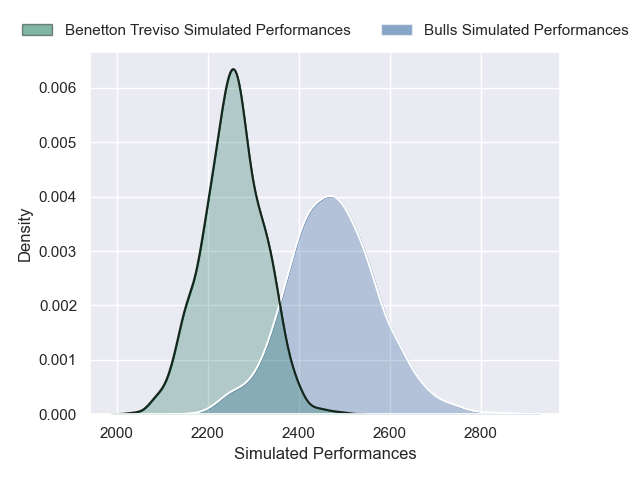 Benetton Treviso Simulated Performances Bulls Simulated Performances
0.006
0.005
0.004
0.003
0.002
0.001
0.000
Density
2000 2200 2400 2600 2800
Simulated Performances